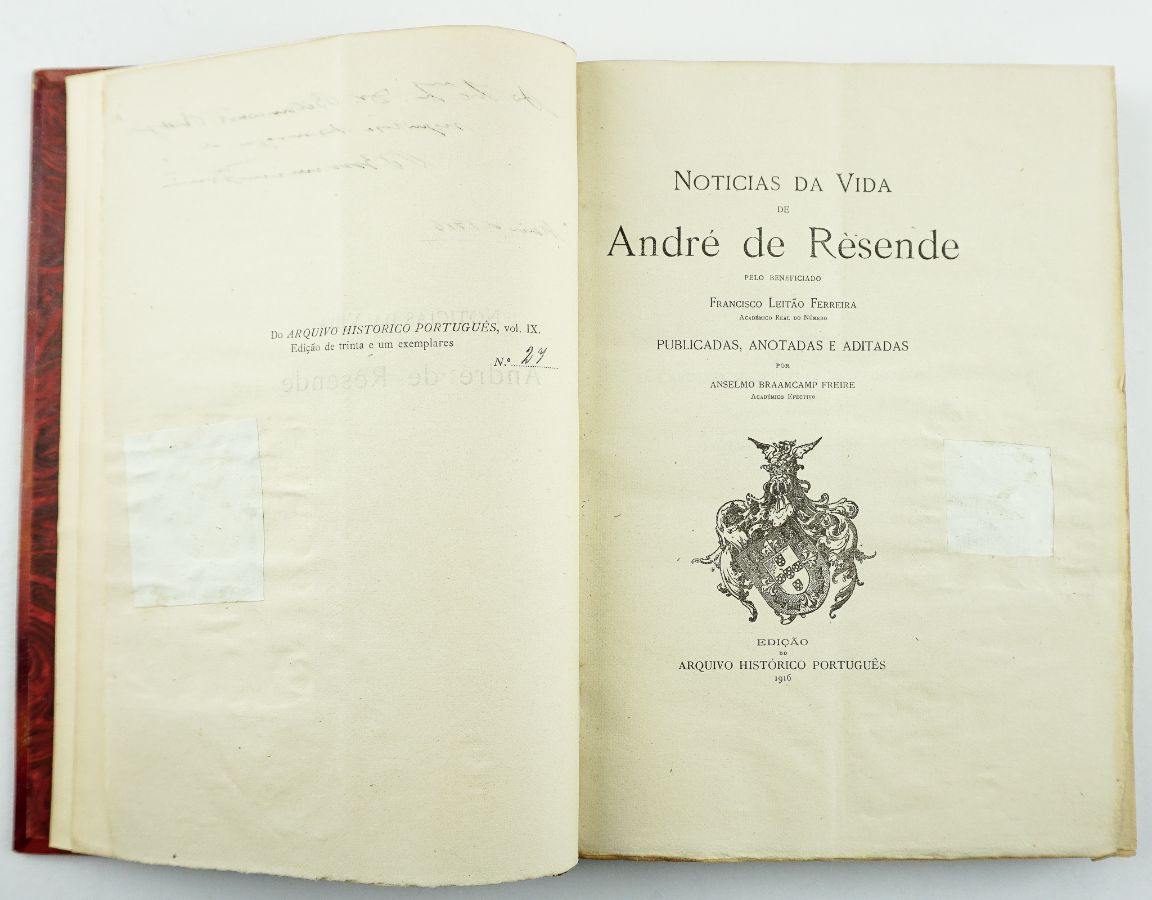 Do ARQUIVO HISTORICO PORTUGUÊS, vol. IX.
Edição de trinta e um exemplares
N.º 27
NOTICIAS DA VIDA
DE
André de Rèsende
PELO BENEFICIADO
FRANCISCO LEITÃO FERREIRA
ACADÉMICO REAL DO NÚMERO
PUBLICADAS, ANOTADAS E ADITADAS
POR
ANSELMO BRAAMCAMP FREIRE
ACADÉMICO EFECTIVO
EDIÇÃO
DO
ARQUIVO HISTÓRICO PORTUGUÊS
1916